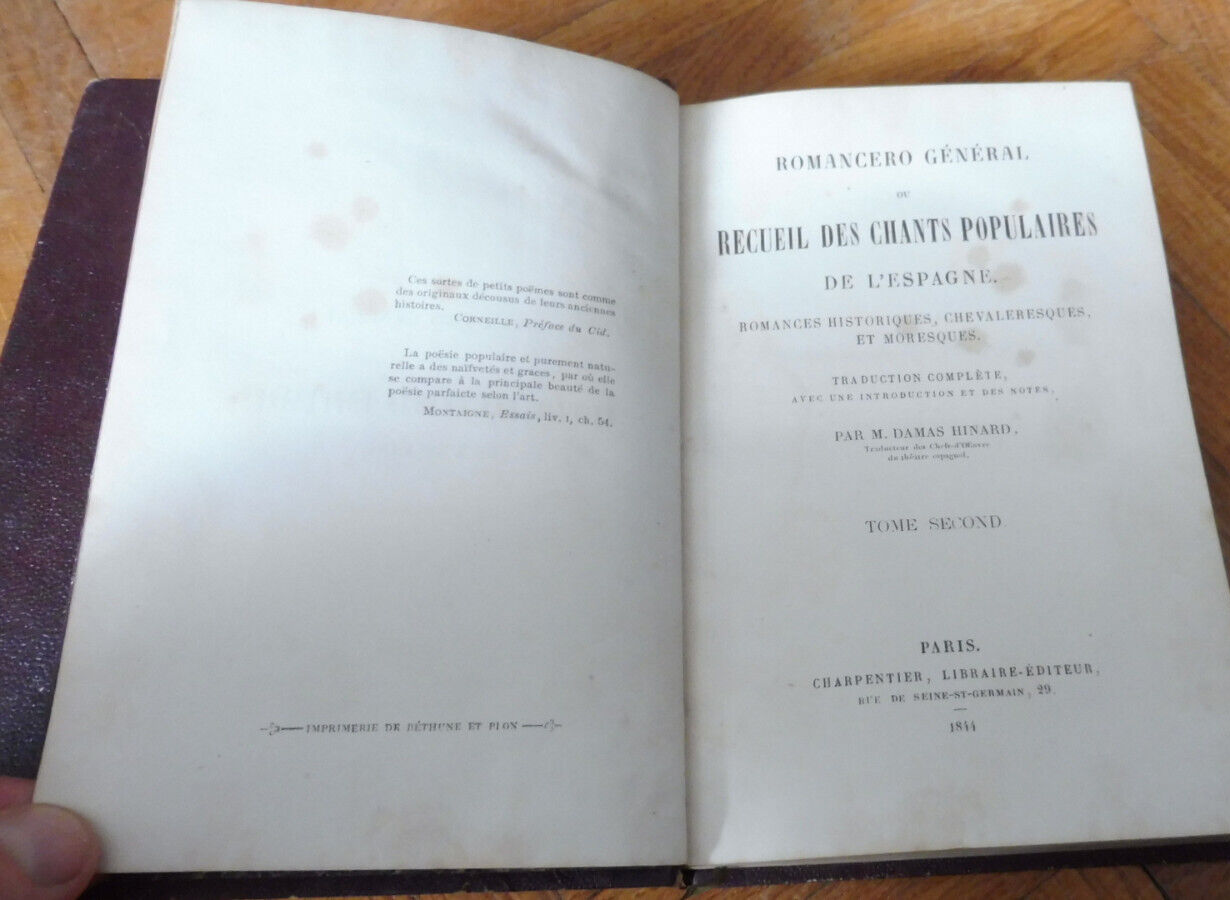 Ces sortes de petits poëmes sont comme
des originaux décousus de leurs anciennes
histoires.
CORNEILLE, Préface du Cid.
La poësie populaire et purement natu-
relle a des naïfvetés et graces, par où elle
se compare à la principale beauté de la
poësie parfaicte selon l'art.
MONTAIGNE, Essais, liv. 1, ch. 54.
IMPRIMERIE DE BÉTHUNE ET PLON
ROMANCERO GÉNÉRAL
OU
RECUEIL DES CHANTS POPULAIRES
DE L'ESPAGNE.
ROMANCES HISTORIQUES, CHEVALERESQUES,
ET MORESQUES.
TRADUCTION COMPLÈTE,
AVEC UNE INTRODUCTION ET DES NOTES,
PAR M. DAMAS HINARD,
Traducteur des Chefs-d'Œuvre
du théâtre espagnol,
TOME SECOND
PARIS.
CHARPENTIER, LIBRAIRE-ÉDITEUR,
RUE DE SEINE-ST-GERMAIN, 29.
1844